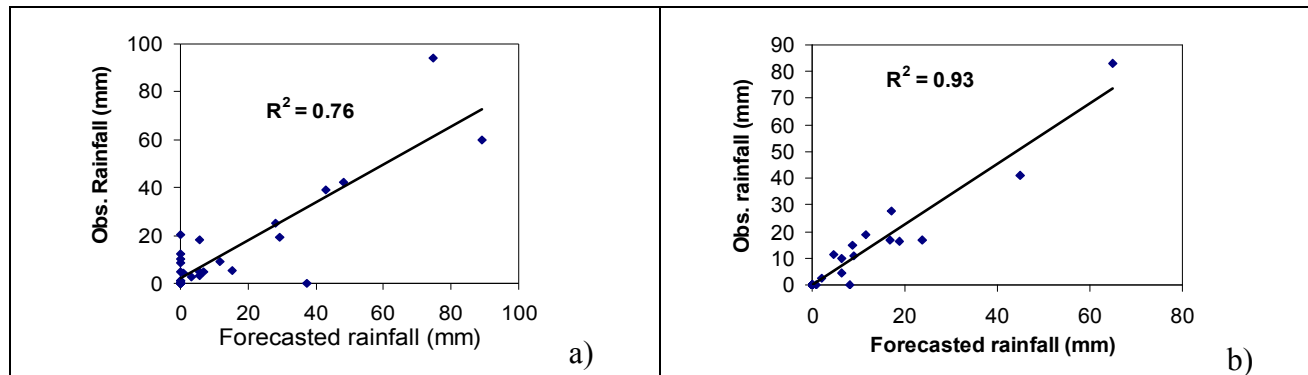 Obs. Rainfall (mm)
100
80
60
40
20
0
R² = 0.76
0 20 40 60 80 100
Forecasted rainfall (mm)
a)
Obs. rainfall (mm)
90
80
70
60
50
40
30
20
10
0
R² = 0.93
0 20 40 60 80
Forecasted rainfall (mm)
b)